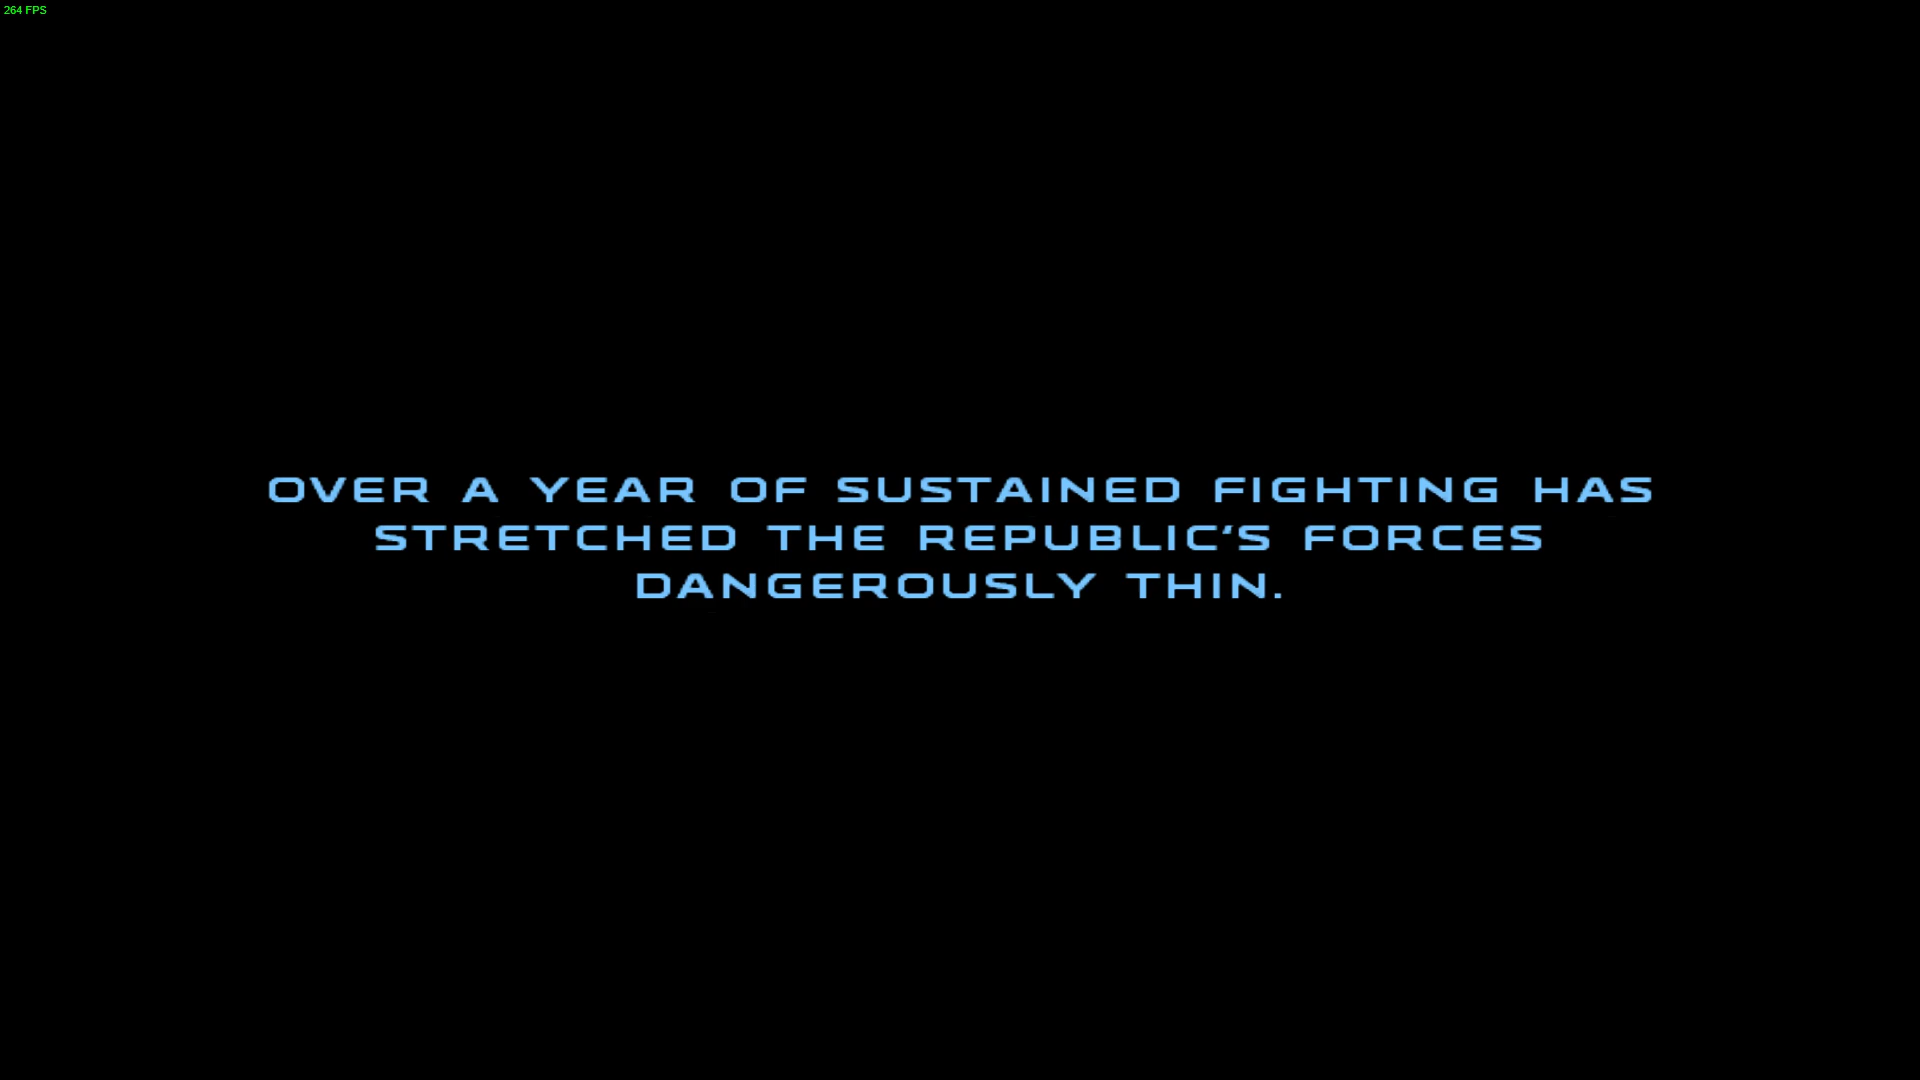 264 FPS
OVER A YEAR OF SUSTAINED FIGHTING HAS
STRETCHED THE REPUBLIC'S FORCES
DANGEROUSLY THIN.